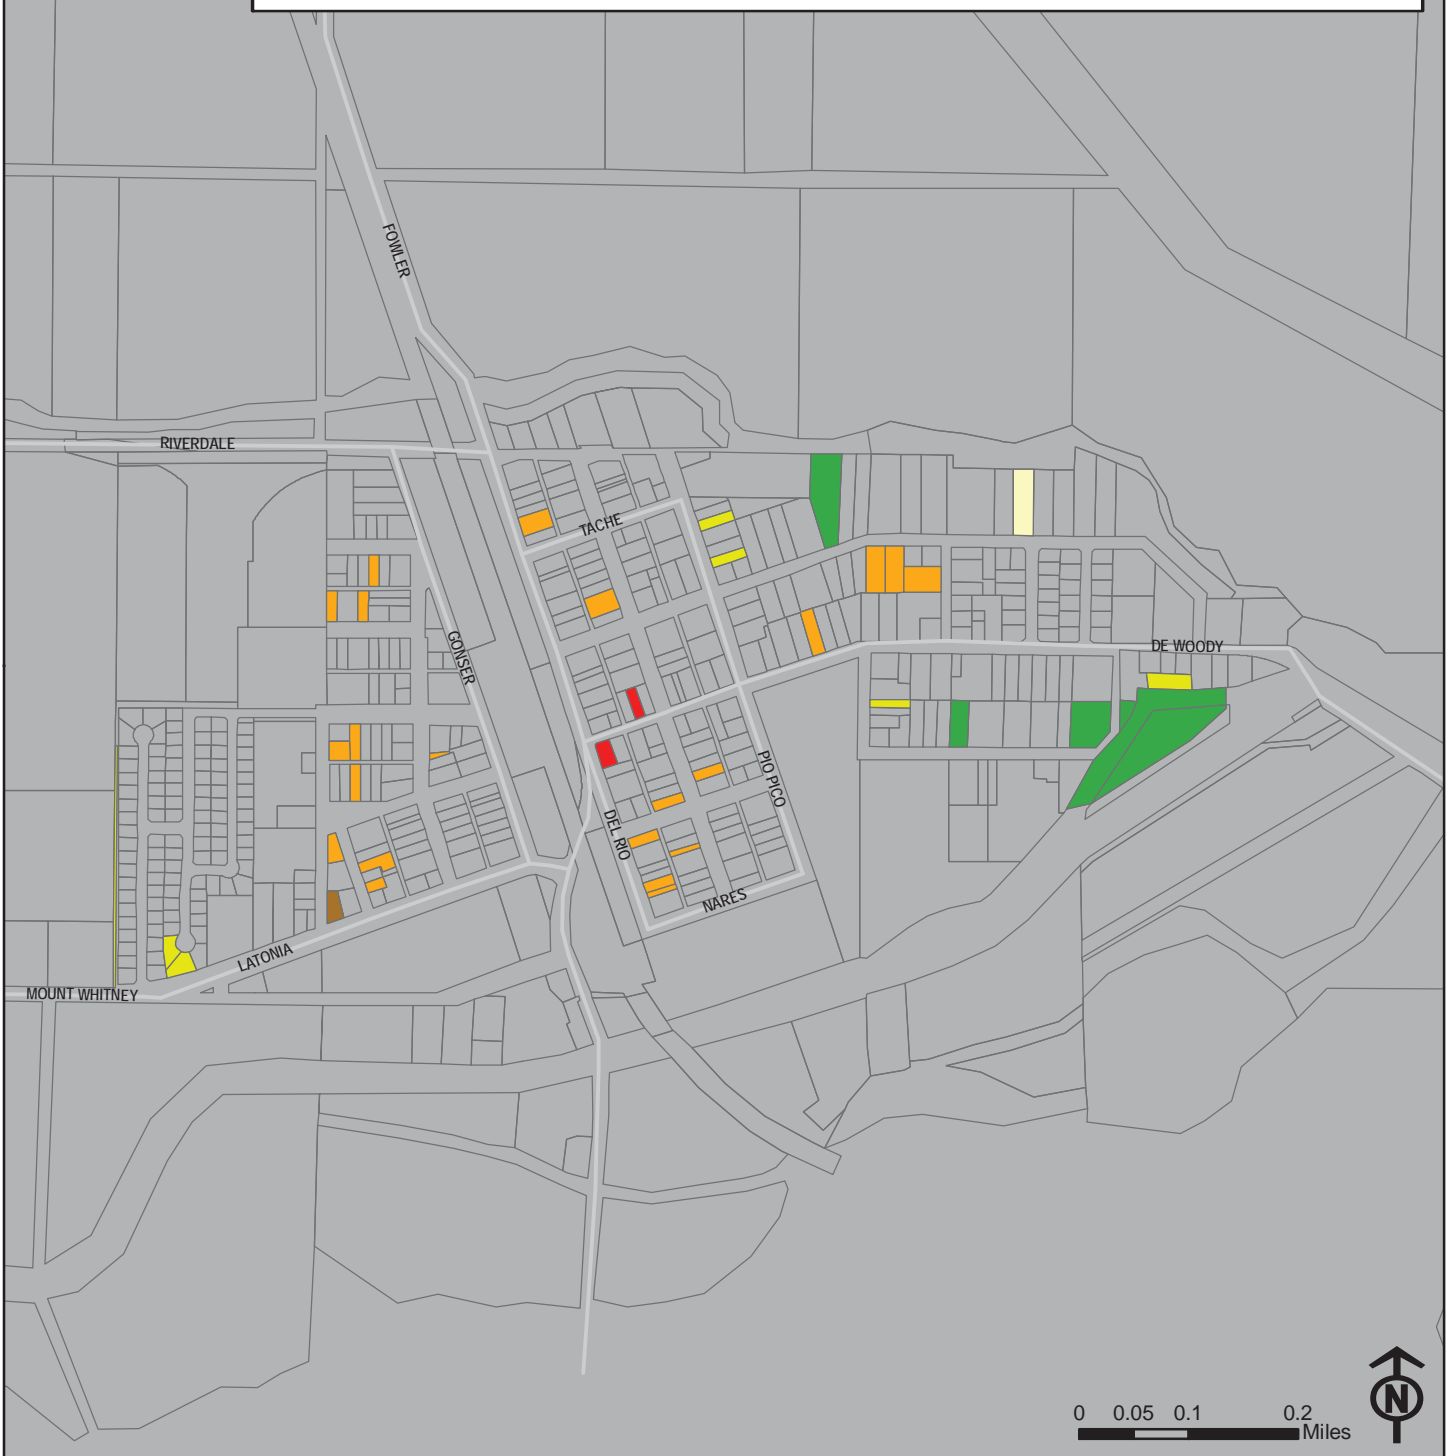 FOWLER
RIVERDALE
TACHE
GONSER
DE WOODY
PIO PICO
DEL RIO
NARES
LATONIA
MOUNT WHITNEY
N
0 0.05 0.1 0.2
Miles